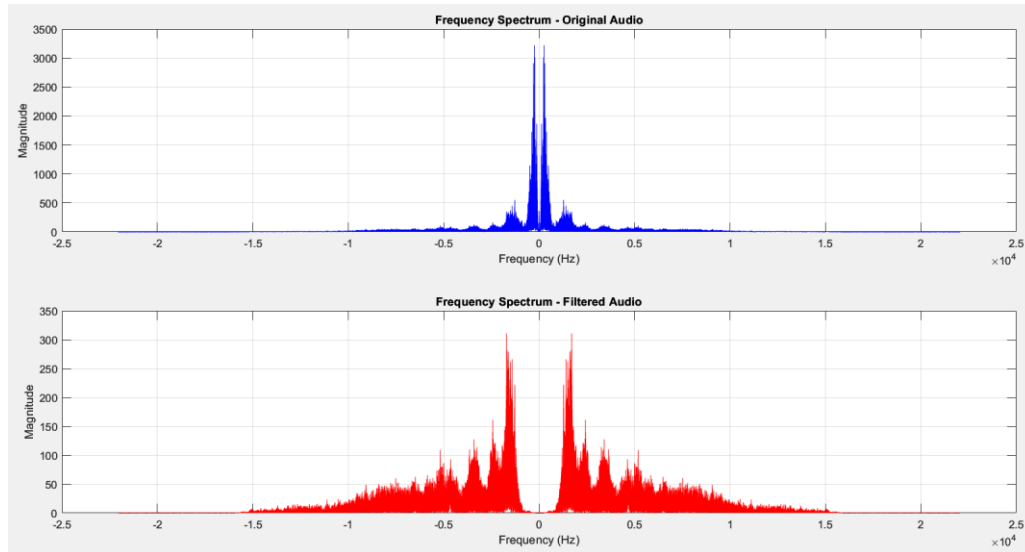 Frequency Spectrum - Original Audio
3500
3000
2500
2000
1500
1000
500
0
Magnitude
-2.5 -2 -1.5 -1 -0.5 0 0.5 1 1.5 2 2.5
Frequency (Hz)
×10⁴
Frequency Spectrum - Filtered Audio
350
300
250
200
150
100
50
0
Magnitude
-2.5 -2 -1.5 -1 -0.5 0 0.5 1 1.5 2 2.5
Frequency (Hz)
×10⁴